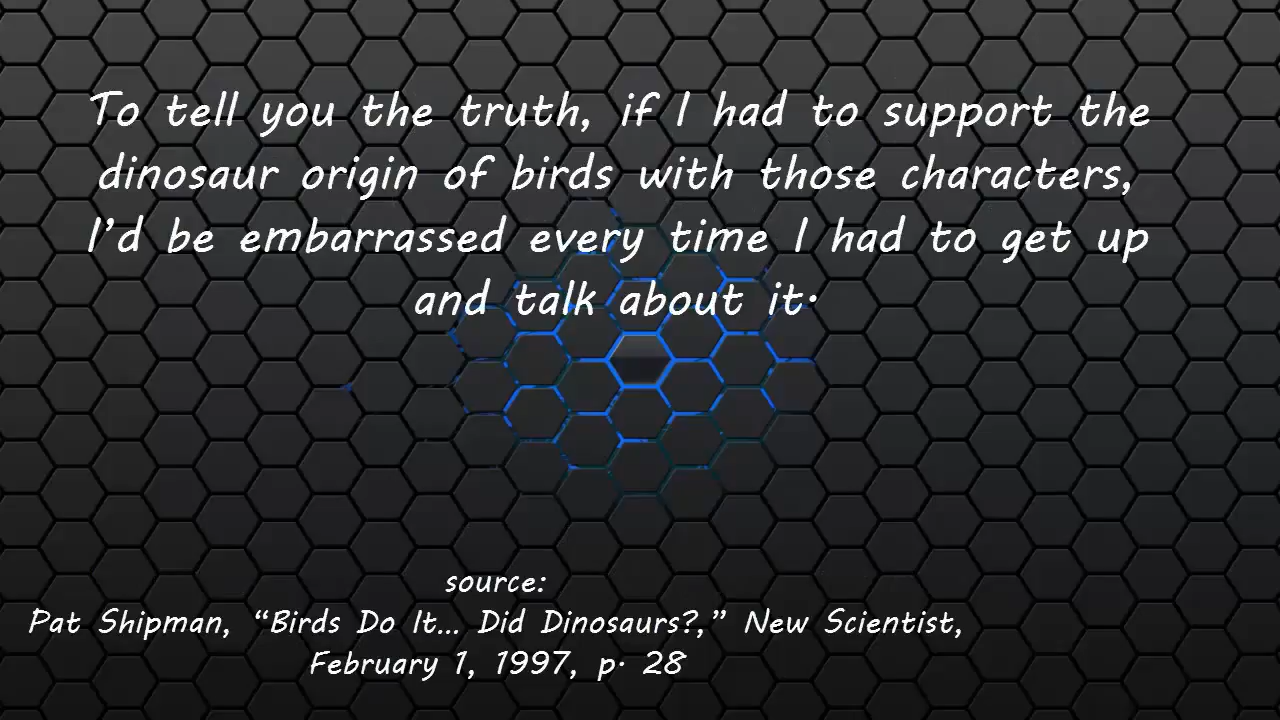 To tell you the truth, if I had to support the
dinosaur origin of birds with those characters,
I'd be embarrassed every time I had to get up
and talk about it.
source:
Pat Shipman, “Birds Do It... Did Dinosaurs?,” New Scientist,
February 1, 1997, p. 28